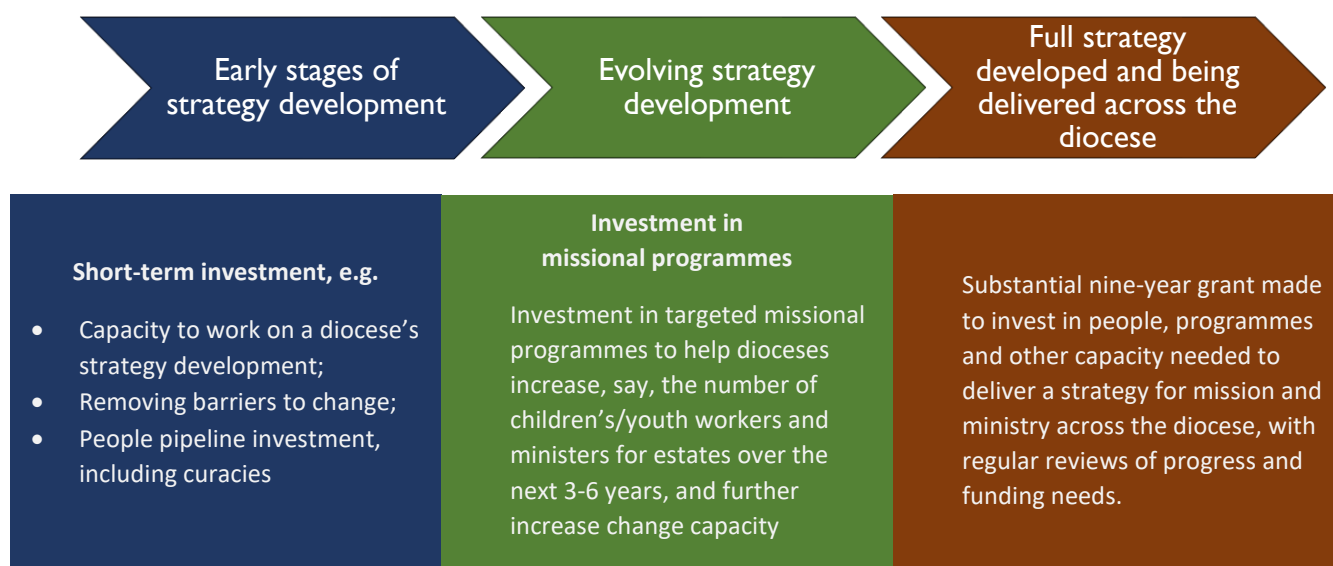 Early stages of
strategy development
Evolving strategy
development
Full strategy
developed and being
delivered across the
diocese
Short-term investment, e.g.
• Capacity to work on a diocese’s
strategy development;
• Removing barriers to change;
• People pipeline investment,
including curacies
Investment in
missional programmes
Investment in targeted missional
programmes to help dioceses
increase, say, the number of
children’s/youth workers and
ministers for estates over the
next 3-6 years, and further
increase change capacity
Substantial nine-year grant made
to invest in people, programmes
and other capacity needed to
deliver a strategy for mission and
ministry across the diocese, with
regular reviews of progress and
funding needs.